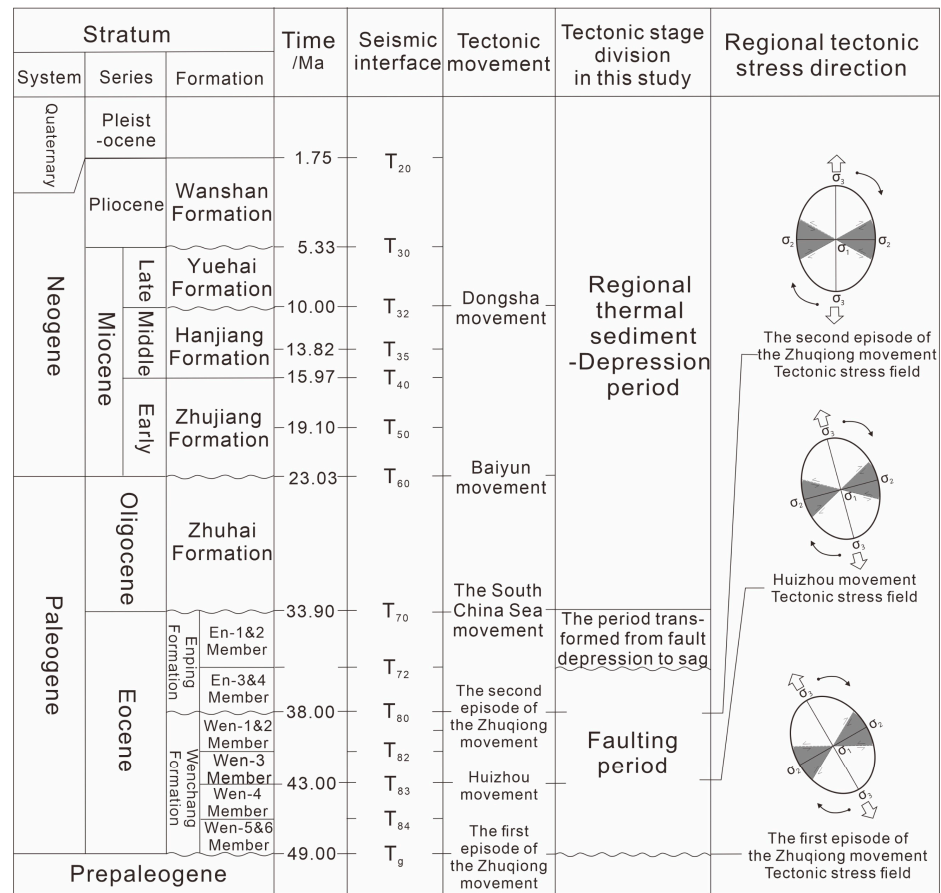 Stratum
Time
/Ma
Seismic
interface
Tectonic
movement
Tectonic stage
division
in this study
Regional tectonic
stress direction
System
Series
Formation
Quaternary
Pleist
-ocene
1.75
T20
Neogene
Pliocene
Wanshan
Formation
5.33
T30
Miocene
Late
Yuehai
Formation
10.00
T32
Dongsha
movement
Middle
Hanjiang
Formation
13.82
T35
15.97
T40
Early
Zhujiang
Formation
19.10
T50
23.03
T60
Baiyun
movement
Regional
thermal
sediment
-Depression
period
Paleogene
Oligocene
Zhuhai
Formation
33.90
T70
The South
China Sea
movement
The period trans-
formed from fault
depression to sag
Eocene
Enping
Formation
En-1&2
Member
T72
En-3&4
Member
38.00
T80
The second
episode of
the Zhuqiong
movement
Wenchang
Formation
Wen-1&2
Member
T82
Wen-3
Member
43.00
T83
Huizhou
movement
Wen-4
Member
T84
Wen-5&6
Member
49.00
Tg
The first
episode of
the Zhuqiong
movement
Faulting
period
Prepaleogene
σ3
σ2
σ1
σ2
σ3
The second episode of
the Zhuqiong movement
Tectonic stress field
σ3
σ2
σ1
σ2
σ3
Huizhou movement
Tectonic stress field
σ3
σ2
σ1
σ2
σ3
The first episode of
the Zhuqiong movement
Tectonic stress field